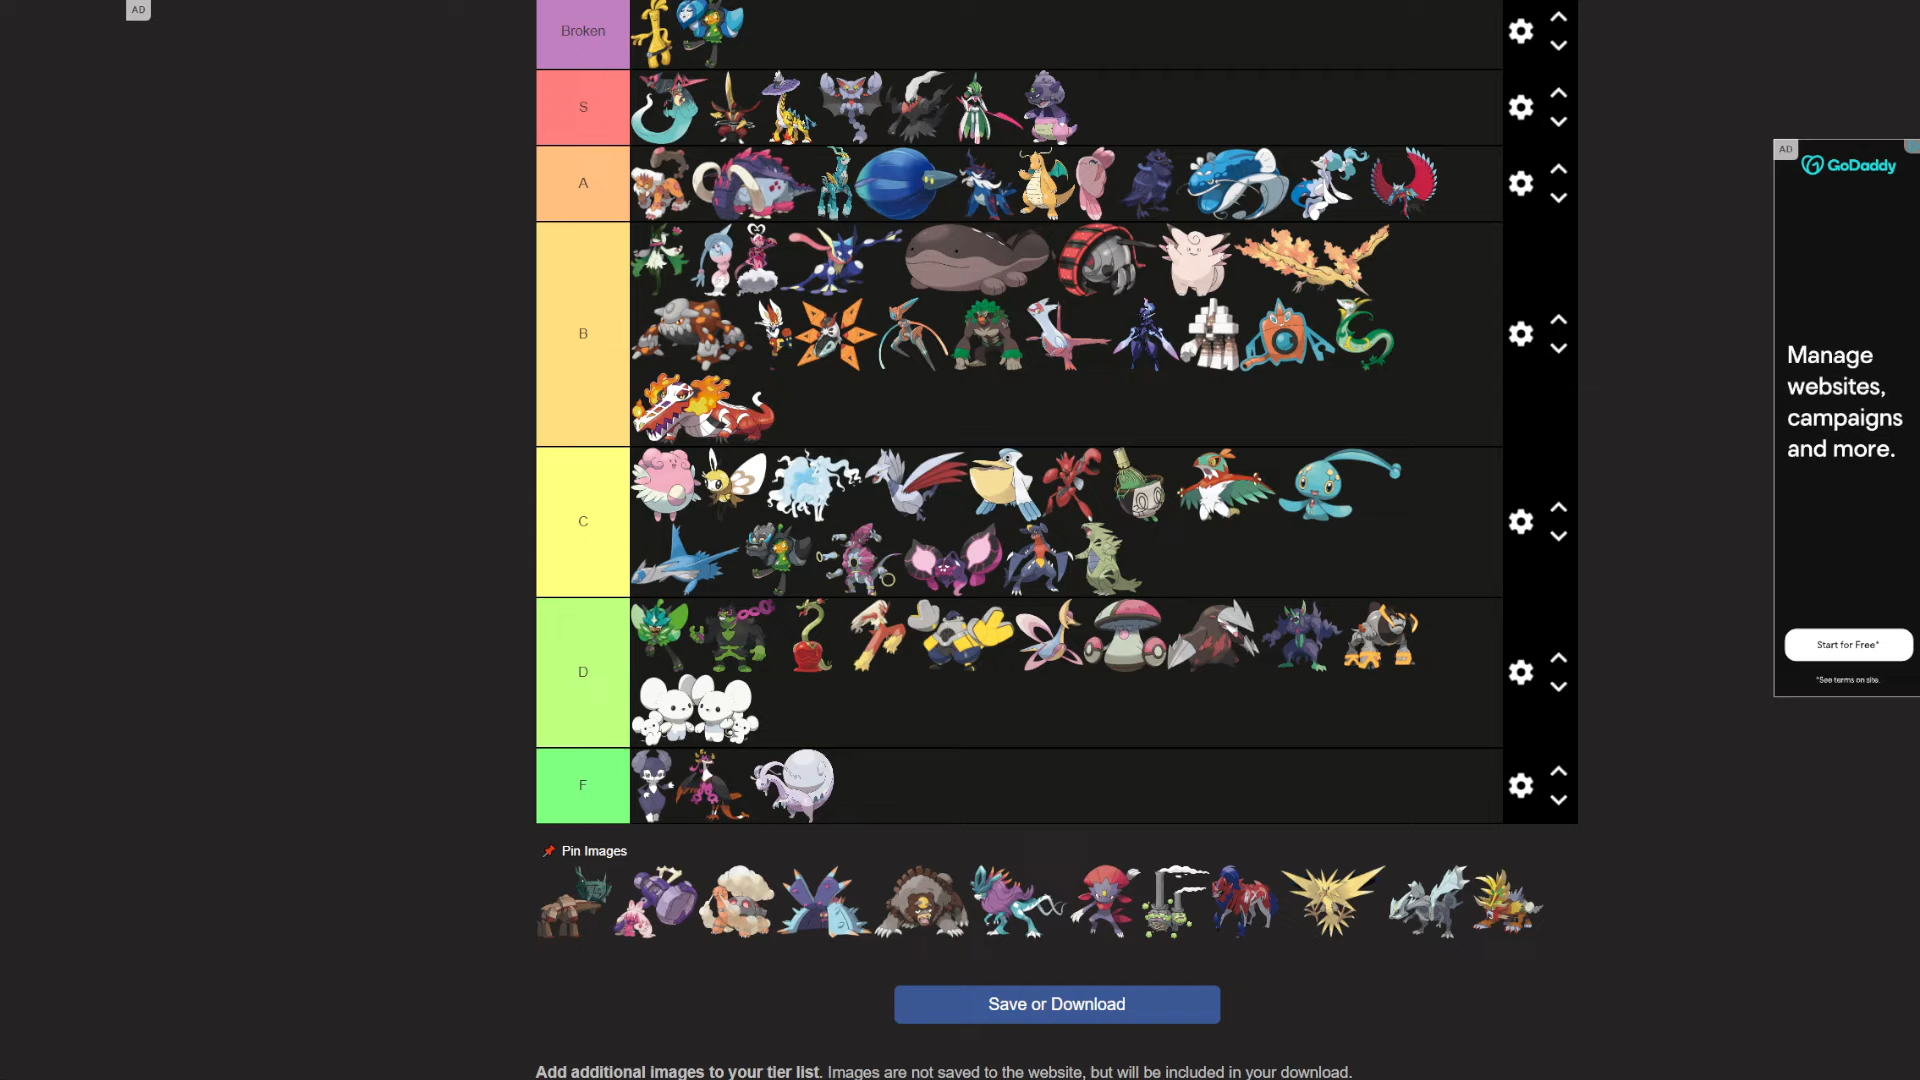 AD
Broken
S
A
B
C
D
F
AD
GoDaddy
Manage
websites,
campaigns
and more.
Start for Free*
*See terms on site.
Pin Images
Save or Download
Add additional images to your tier list. Images are not saved to the website, but will be included in your download.